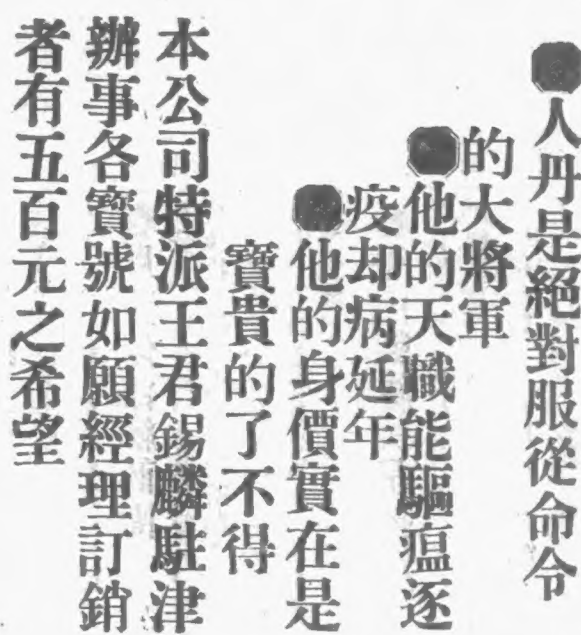 人丹是絕對服從命令
的大將軍
他的天職能驅瘟逐
疫却病延年
他的身價實在是
寶貴的了不得
本公司特派王君錫麟駐津
辦事各寶號如願經理訂銷
者有五百元之希望